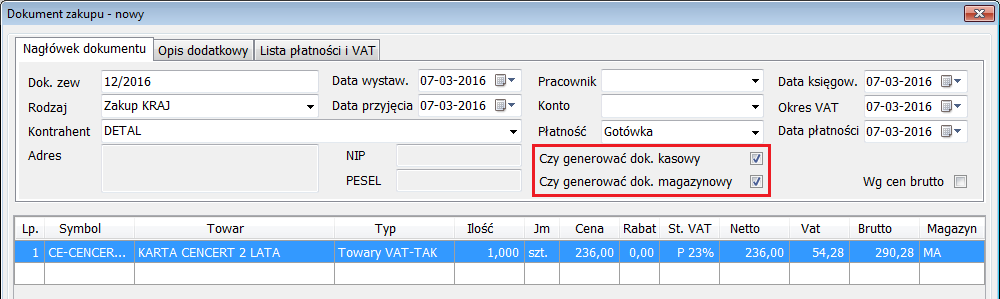 Dokument zakupu - nowy
Nagłówek dokumentu Opis dodatkowy Lista płatności i VAT
Dok. zew 12/2016 Data wystaw. 07-03-2016 Pracownik Data księgow. 07-03-2016
Rodzaj Zakup KRAJ Data przyjęcia 07-03-2016 Konto Okres VAT 07-03-2016
Kontrahent DETAL Płatność Gotówka Data płatności 07-03-2016
Adres NIP Czy generować dok. kasowy
PESEL Czy generować dok. magazynowy Wg cen brutto
Lp. Symbol Towar Typ Ilość Jm Cena Rabat St. VAT Netto Vat Brutto Magazyn
1 CE-CENCER... KARTA CENCERT 2 LATA Towary VAT-TAK 1,000 szt. 236,00 0,00 P 23% 236,00 54,28 290,28 MA